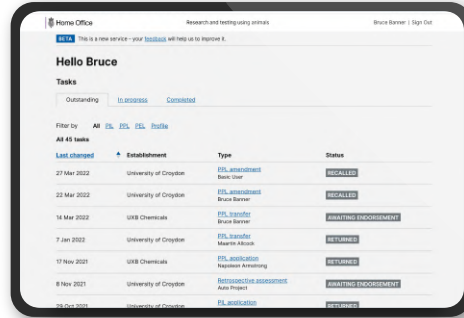 Home Office Research and testing using animals Bruce Banner | Sign Out
BETA This is a new service - your feedback will help us to improve it.
Hello Bruce
Tasks
Outstanding In progress Completed
Filter by All PIL PPL PEL Profile
All 45 tasks
Last changed Establishment Type Status
27 Mar 2022 University of Croydon PPL amendment RECALLED
Basic User
22 Mar 2022 University of Croydon PPL amendment RECALLED
Bruce Banner
14 Mar 2022 UXB Chemicals PPL transfer AWAITING ENDORSEMENT
Bruce Banner
7 Jan 2022 University of Croydon PPL transfer RETURNED
Maartin Allcock
17 Nov 2021 UXB Chemicals PPL application RETURNED
Napoleon Armstrong
8 Nov 2021 University of Croydon Retrospective assessment AWAITING ENDORSEMENT
Auto Project
29 Oct 2021 University of Croydon PIL application RETURNED